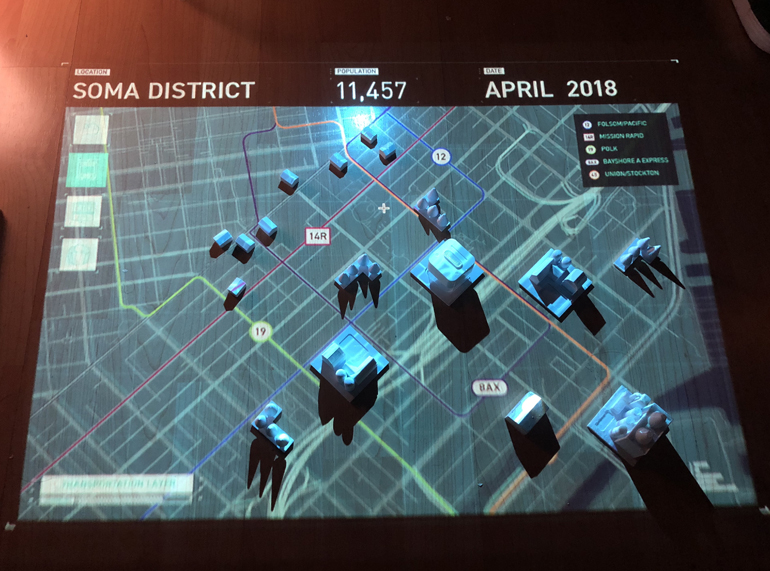 LOCATION
SOMA DISTRICT
POPULATION
11,457
DATE
APRIL 2018
12 FOLSOM/PACIFIC
14R MISSION RAPID
19 POLK
BAX BAYSHORE A EXPRESS
UNION/STOCKTON
12
14R
19
BAX
TRANSPORTATION LAYER